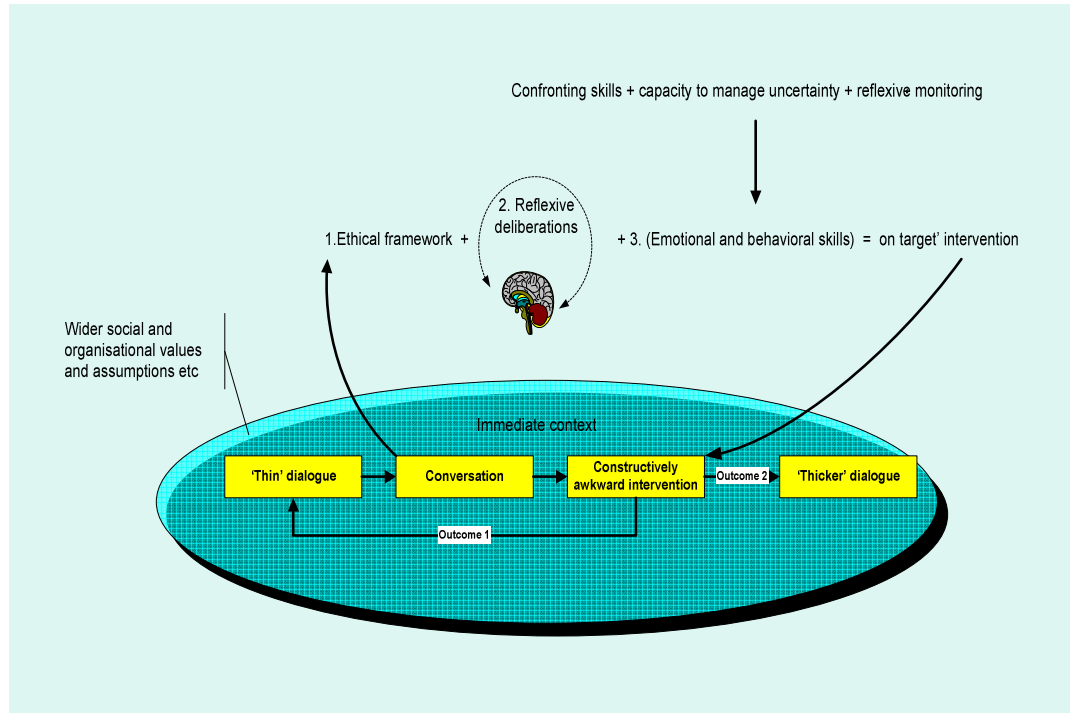 Confronting skills + capacity to manage uncertainty + reflexive monitoring
2. Reflexive
deliberations
1.Ethical framework +
+ 3. (Emotional and behavioral skills) = on target’ intervention
Wider social and
organisational values
and assumptions etc
Immediate context
‘Thin’ dialogue
Conversation
Constructively
awkward intervention
Outcome 2
‘Thicker’ dialogue
Outcome 1